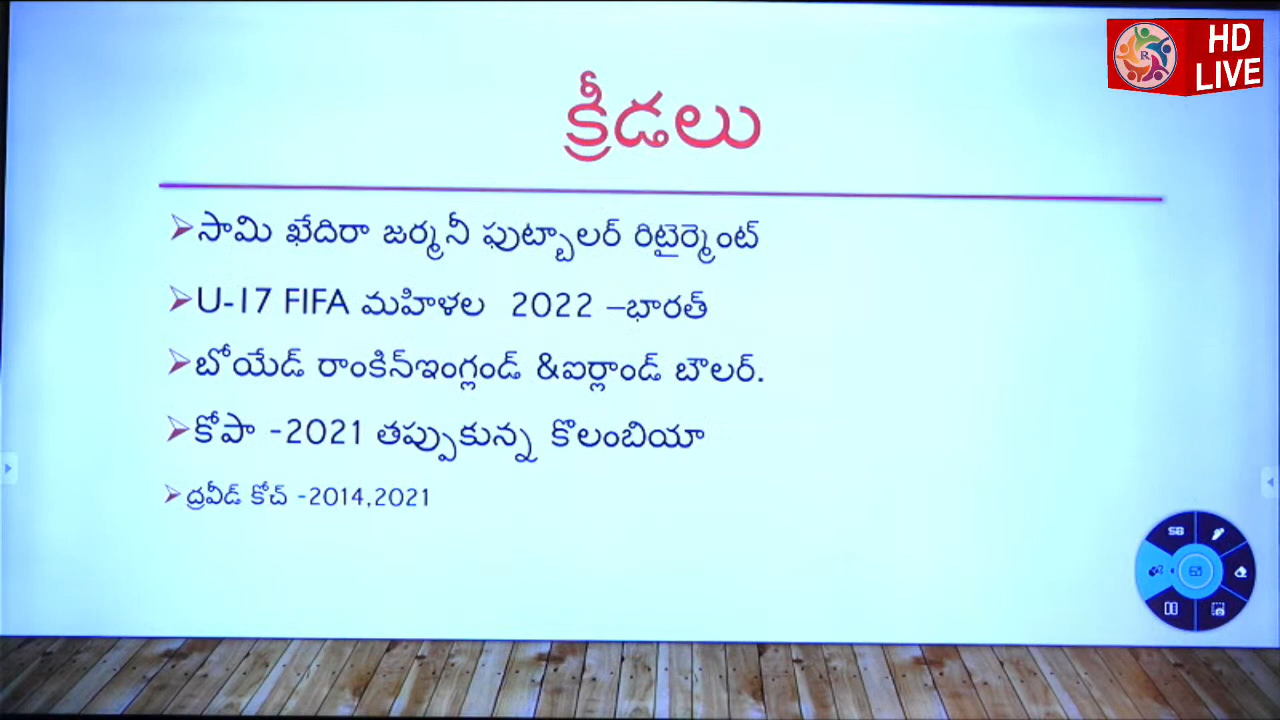 HD
LIVE
R
క్రీడలు
సామి ఖేదిరా జర్మనీ ఫుట్బాలర్ రిటైర్మెంట్
U-17 FIFA మహిళల 2022 –భారత్
బోయేడ్ రాంకిన్ఇంగ్లండ్ &ఐర్లాండ్ బౌలర్.
కోపా -2021 తప్పుకున్న కొలంబియా
ద్రవీడ్ కోచ్ -2014,2021
SB